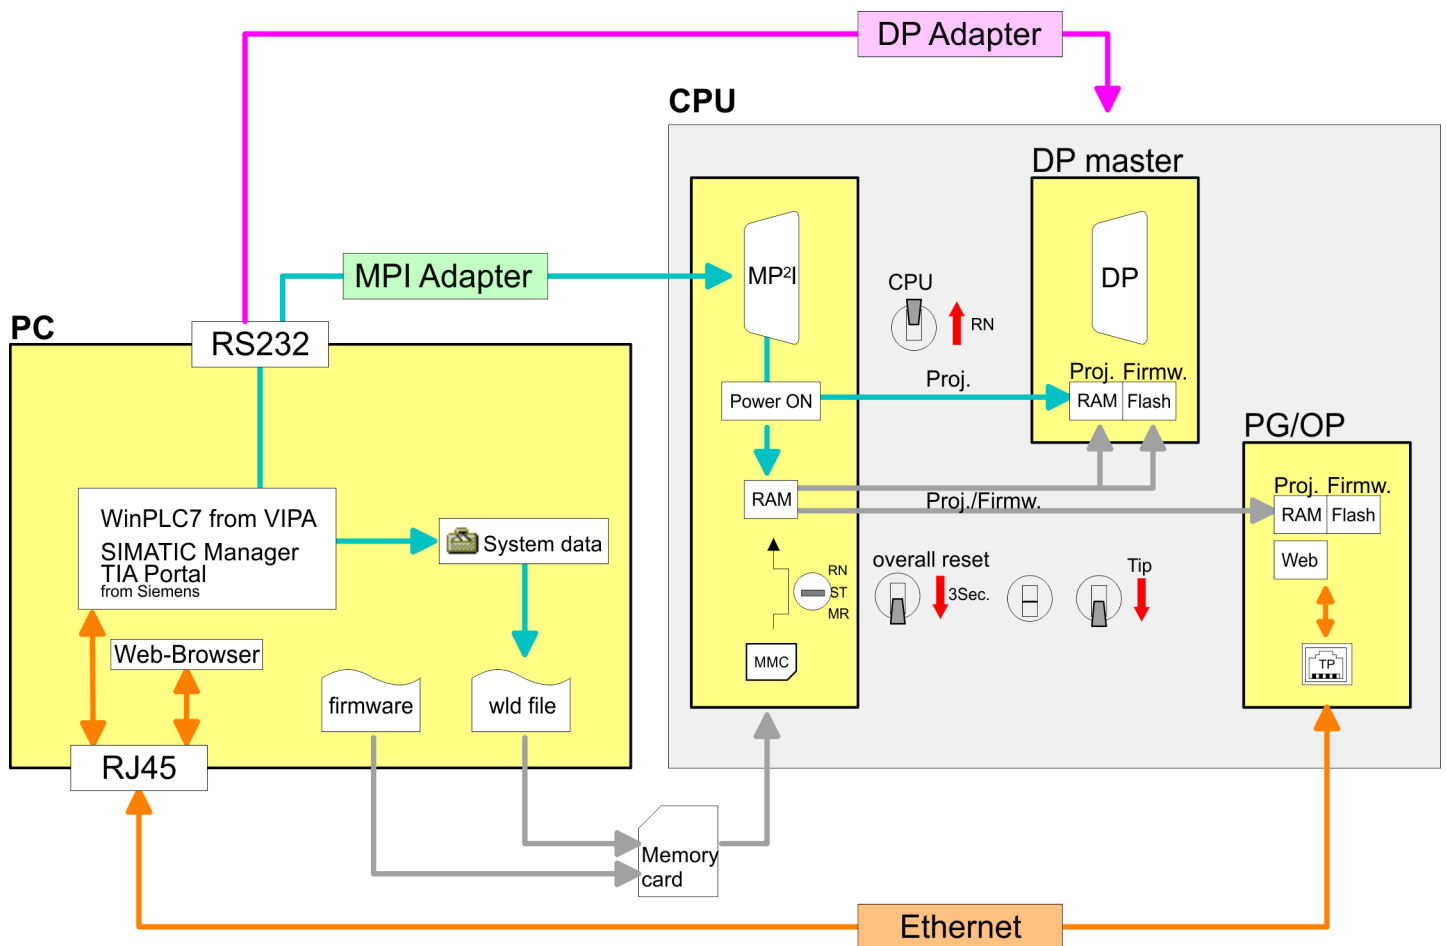 DP Adapter
CPU
DP master
MP²I
DP
CPU
RN
MPI Adapter
PC
RS232
Proj. Firmw.
Proj.
Power ON
RAM Flash
PG/OP
RAM
Proj./Firmw.
Proj. Firmw.
RAM Flash
WinPLC7 from VIPA
SIMATIC Manager
TIA Portal
from Siemens
System data
Web
overall reset
3Sec.
Tip
RN
ST
MR
Web-Browser
MMC
TP
firmware
wld file
RJ45
Memory
card
Ethernet